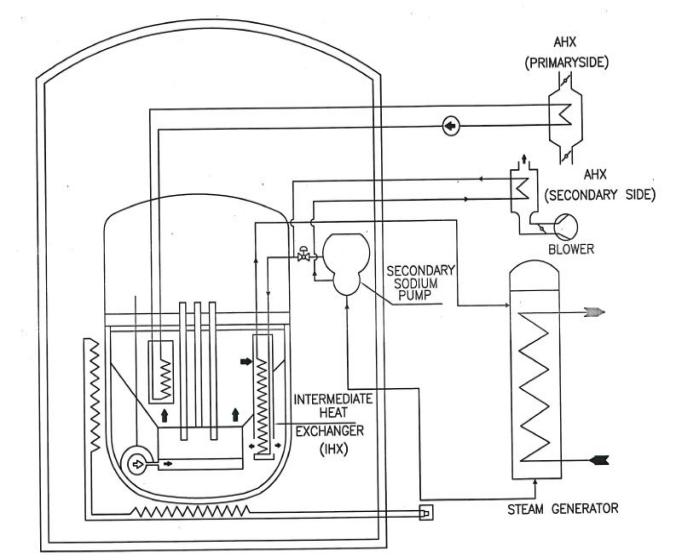 AHX
(PRIMARYSIDE)
AHX
(SECONDARY SIDE)
BLOWER
SECONDARY
SODIUM
PUMP
INTERMEDIATE
HEAT
EXCHANGER
(IHX)
STEAM GENERATOR